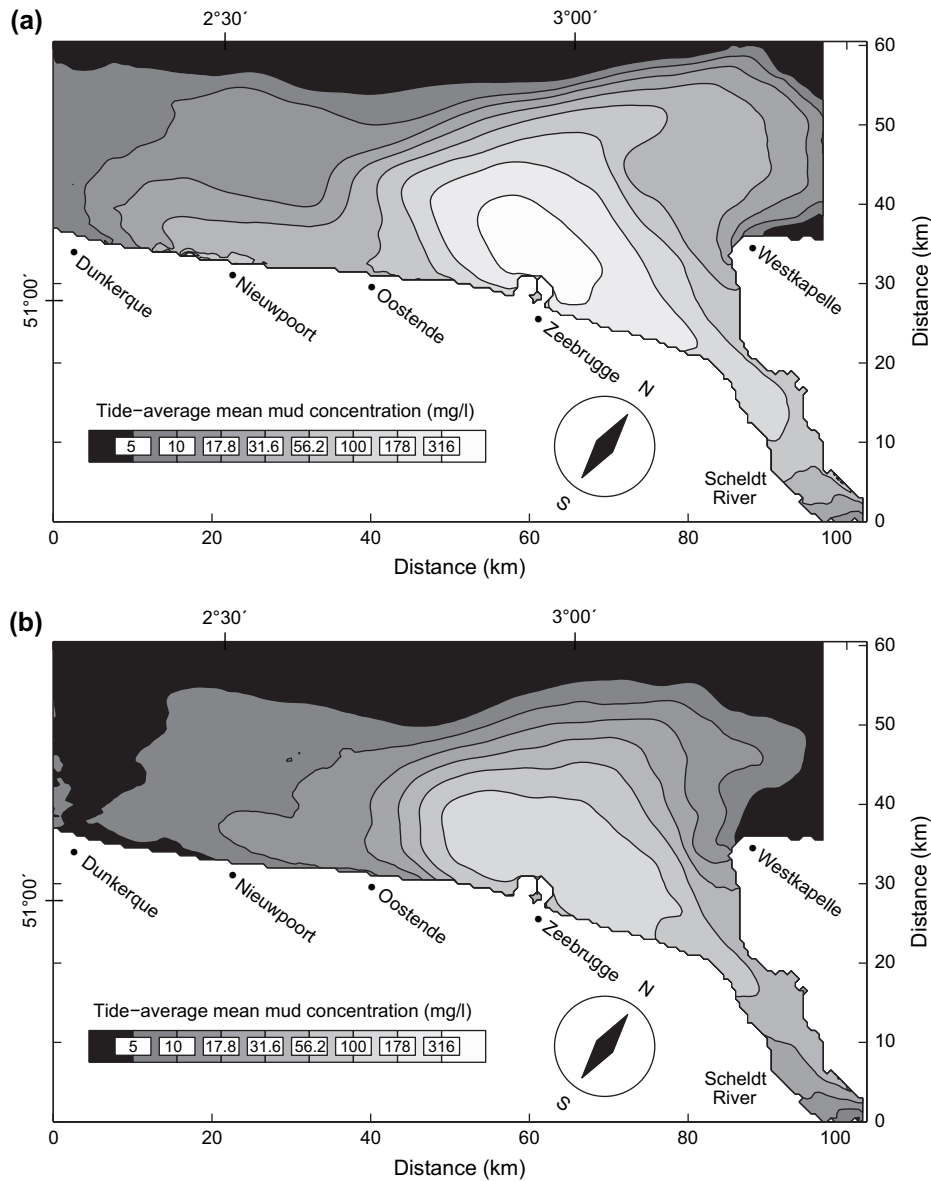 (a)
2°30´ 3°00´
60
50
40
30
20
10
0
Distance (km)
51°00´
Dunkerque
Nieuwpoort
Oostende
Zeebrugge
Westkapelle
Tide−average mean mud concentration (mg/l)
5 10 17.8 31.6 56.2 100 178 316
N
S
Scheldt
River
0 20 40 60 80 100
Distance (km)
(b)
2°30´ 3°00´
60
50
40
30
20
10
0
Distance (km)
51°00´
Dunkerque
Nieuwpoort
Oostende
Zeebrugge
Westkapelle
Tide−average mean mud concentration (mg/l)
5 10 17.8 31.6 56.2 100 178 316
N
S
Scheldt
River
0 20 40 60 80 100
Distance (km)